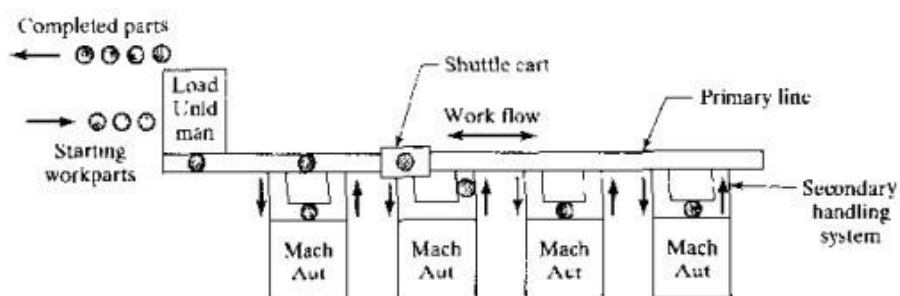 Completed parts
Load
Unld
man
Starting
workparts
Shuttle cart
Work flow
Primary line
Secondary
handling
system
Mach
Aut
Mach
Aut
Mach
Aut
Mach
Aut